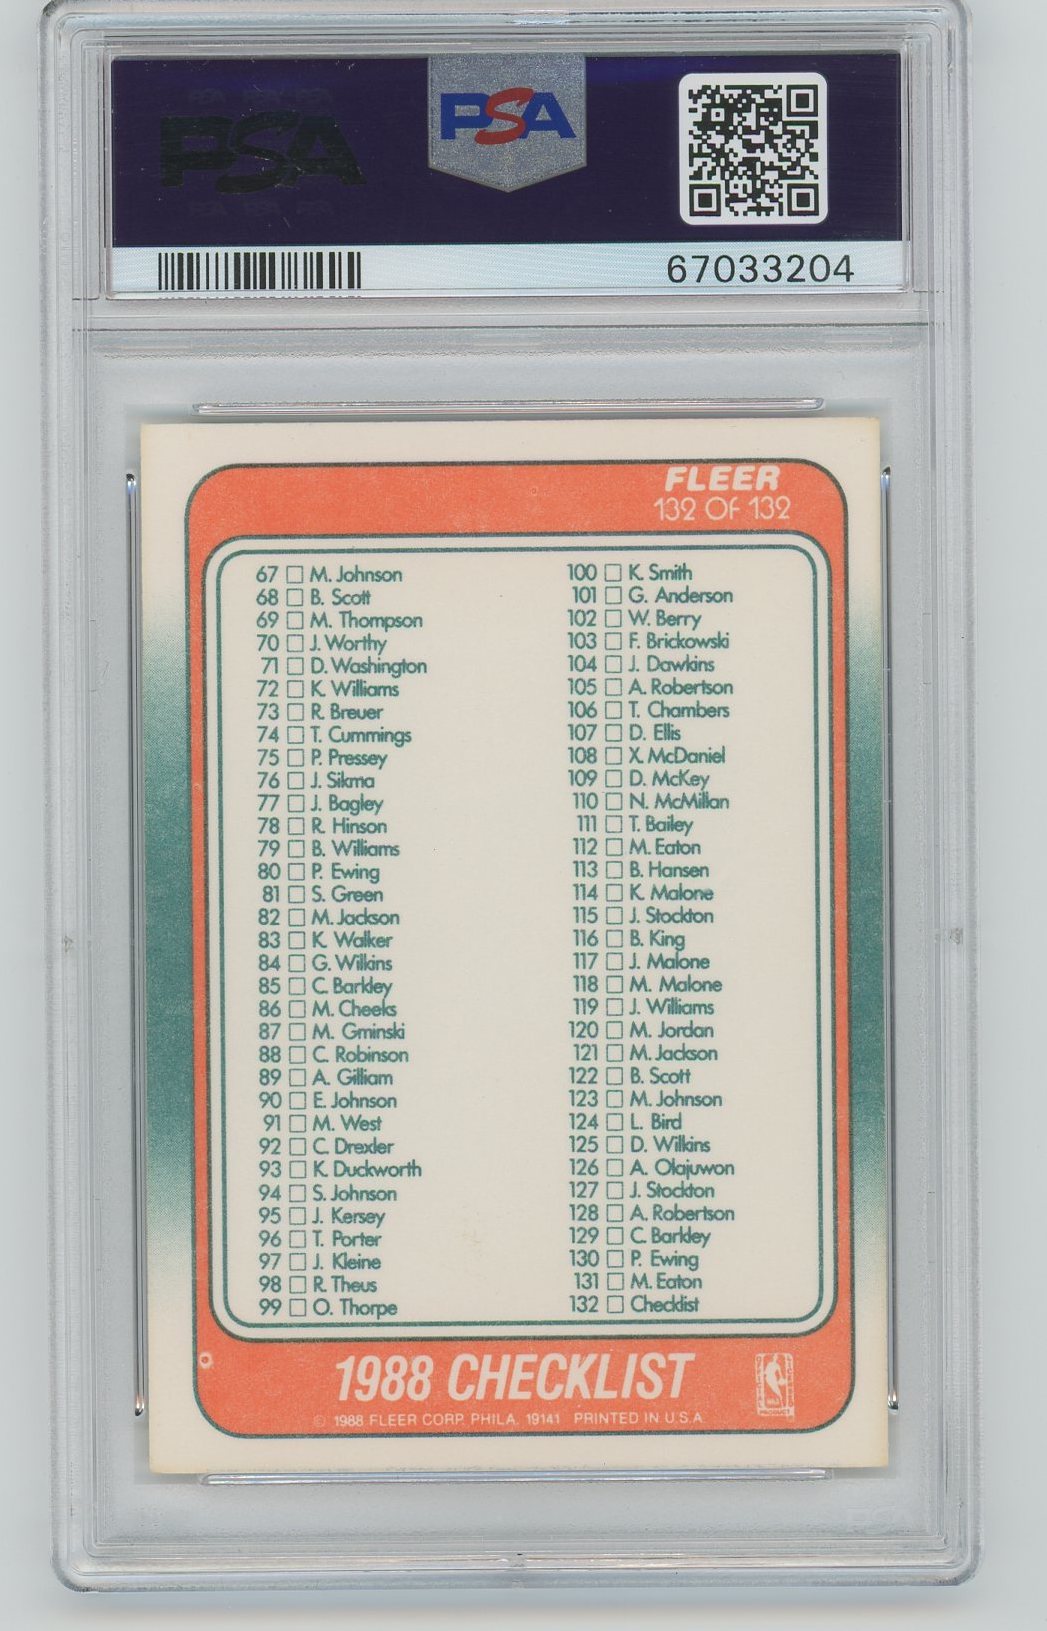 PSA
PSA
67033204
FLEER
132 OF 132
67 M. Johnson
68 B. Scott
69 M. Thompson
70 J. Worthy
71 D. Washington
72 K. Williams
73 R. Breuer
74 T. Cummings
75 P. Pressey
76 J. Sikma
77 J. Bagley
78 R. Hinson
79 B. Williams
80 P. Ewing
81 S. Green
82 M. Jackson
83 K. Walker
84 G. Wilkins
85 C. Barkley
86 M. Cheeks
87 M. Gminski
88 C. Robinson
89 A. Gilliam
90 E. Johnson
91 M. West
92 C. Drexler
93 K. Duckworth
94 S. Johnson
95 J. Kersey
96 T. Porter
97 J. Kleine
98 R. Theus
99 O. Thorpe
100 K. Smith
101 G. Anderson
102 W. Berry
103 F. Brickowski
104 J. Dawkins
105 A. Robertson
106 T. Chambers
107 D. Ellis
108 X. McDaniel
109 D. McKey
110 N. McMillan
111 T. Bailey
112 M. Eaton
113 B. Hansen
114 K. Malone
115 J. Stockton
116 B. King
117 J. Malone
118 M. Malone
119 J. Williams
120 M. Jordan
121 M. Jackson
122 B. Scott
123 M. Johnson
124 L. Bird
125 D. Wilkins
126 A. Olajuwon
127 J. Stockton
128 A. Robertson
129 C. Barkley
130 P. Ewing
131 M. Eaton
132 Checklist
1988 CHECKLIST
© 1988 FLEER CORP. PHILA. 19141 PRINTED IN U.S.A.